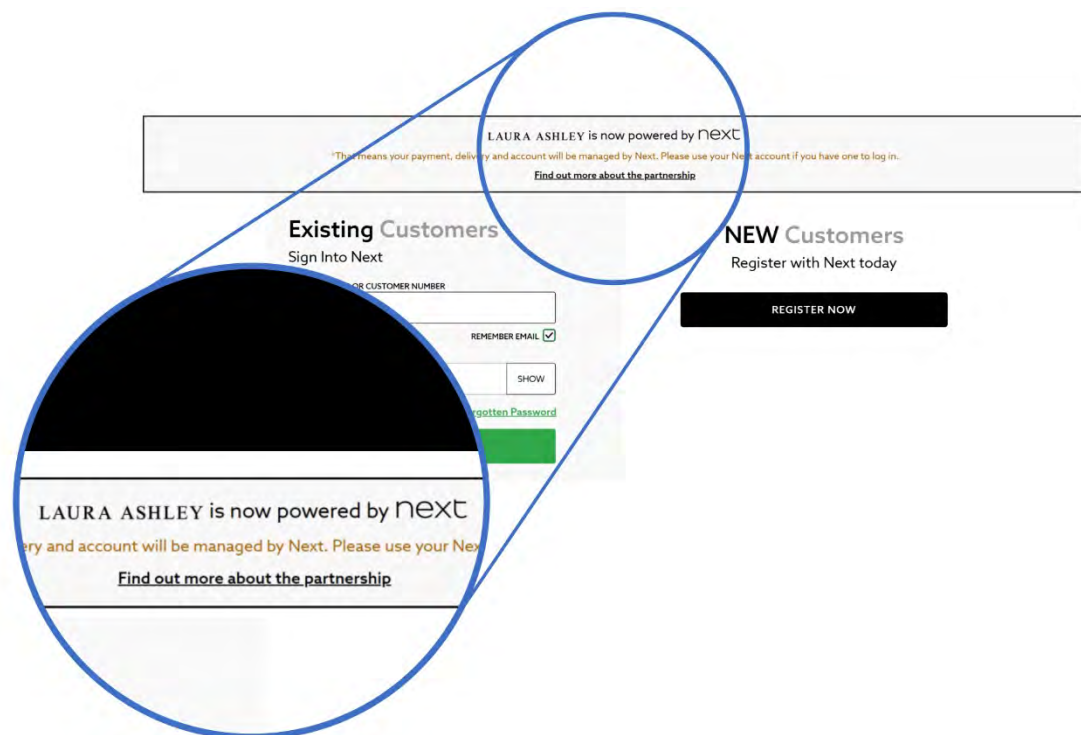 LAURA ASHLEY is now powered by next
*That means your payment, delivery and account will be managed by Next. Please use your Next account if you have one to log in.
Find out more about the partnership
Existing Customers
Sign Into Next
OR CUSTOMER NUMBER
REMEMBER EMAIL
SHOW
rgotten Password
NEW Customers
Register with Next today
REGISTER NOW
LAURA ASHLEY is now powered by next
ery and account will be managed by Next. Please use your Nex
Find out more about the partnership